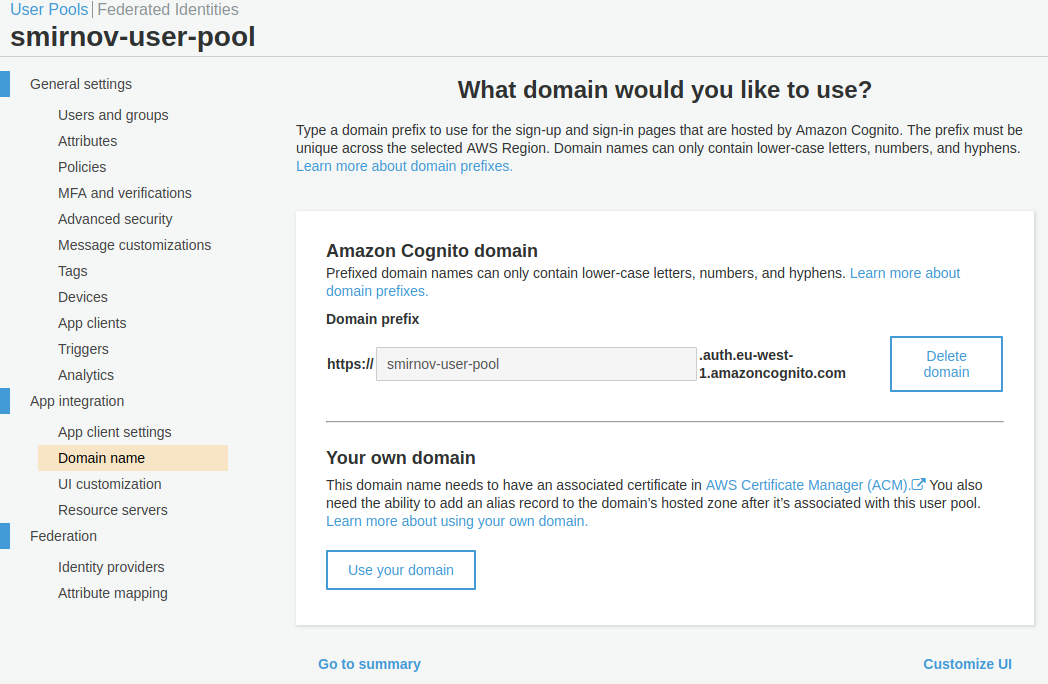 User Pools | Federated Identities
smirnov-user-pool
General settings
Users and groups
Attributes
Policies
MFA and verifications
Advanced security
Message customizations
Tags
Devices
App clients
Triggers
Analytics
App integration
App client settings
Domain name
UI customization
Resource servers
Federation
Identity providers
Attribute mapping
What domain would you like to use?
Type a domain prefix to use for the sign-up and sign-in pages that are hosted by Amazon Cognito. The prefix must be
unique across the selected AWS Region. Domain names can only contain lower-case letters, numbers, and hyphens.
Learn more about domain prefixes.
Amazon Cognito domain
Prefixed domain names can only contain lower-case letters, numbers, and hyphens. Learn more about
domain prefixes.
Domain prefix
https:// smirnov-user-pool .auth.eu-west-
1.amazoncognito.com
Delete
domain
Your own domain
This domain name needs to have an associated certificate in AWS Certificate Manager (ACM). You also
need the ability to add an alias record to the domain’s hosted zone after it’s associated with this user pool.
Learn more about using your own domain.
Use your domain
Go to summary
Customize UI